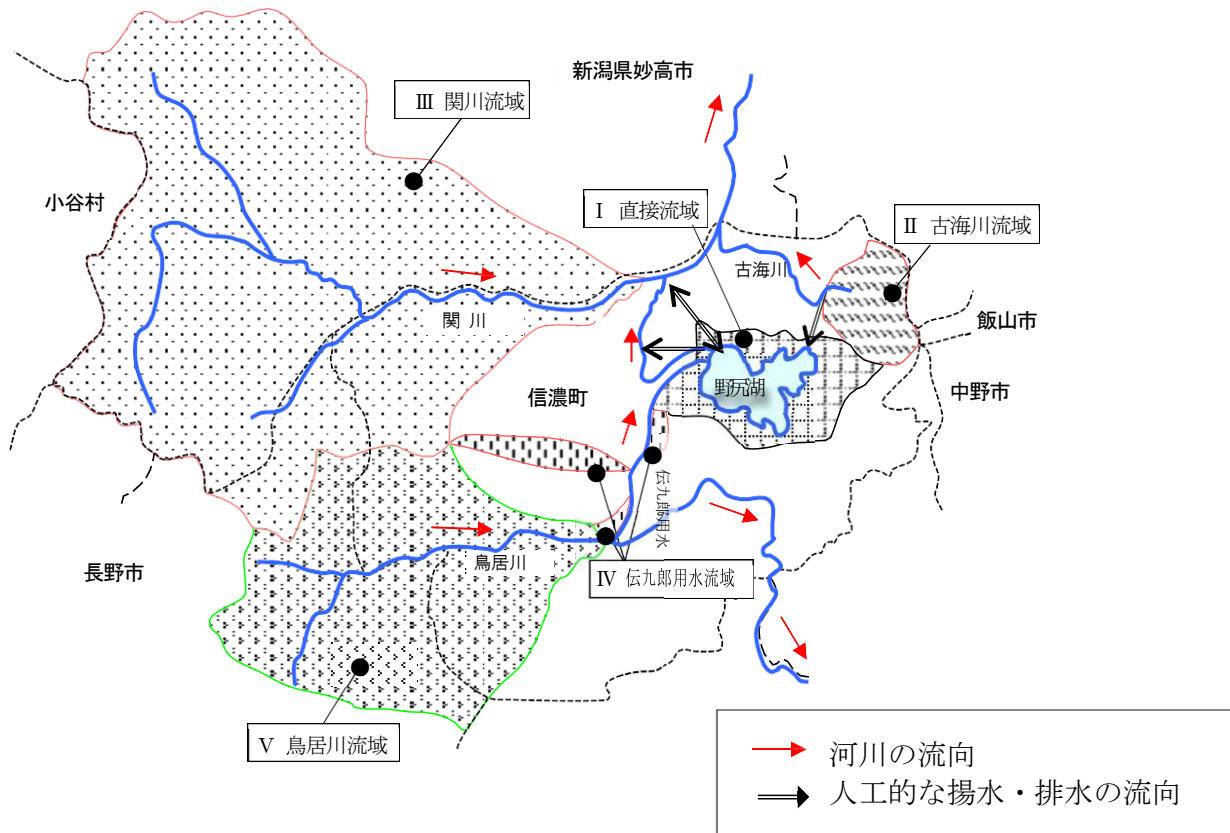 新潟県妙高市
Ⅲ 関川流域
小谷村
Ⅰ 直接流域
Ⅱ 古海川流域
古海川
飯山市
関川
野尻湖
中野市
信濃町
伝九郎用水
鳥居川
長野市
Ⅳ 伝九郎用水流域
Ⅴ 鳥居川流域
河川の流向
人工的な揚水・排水の流向